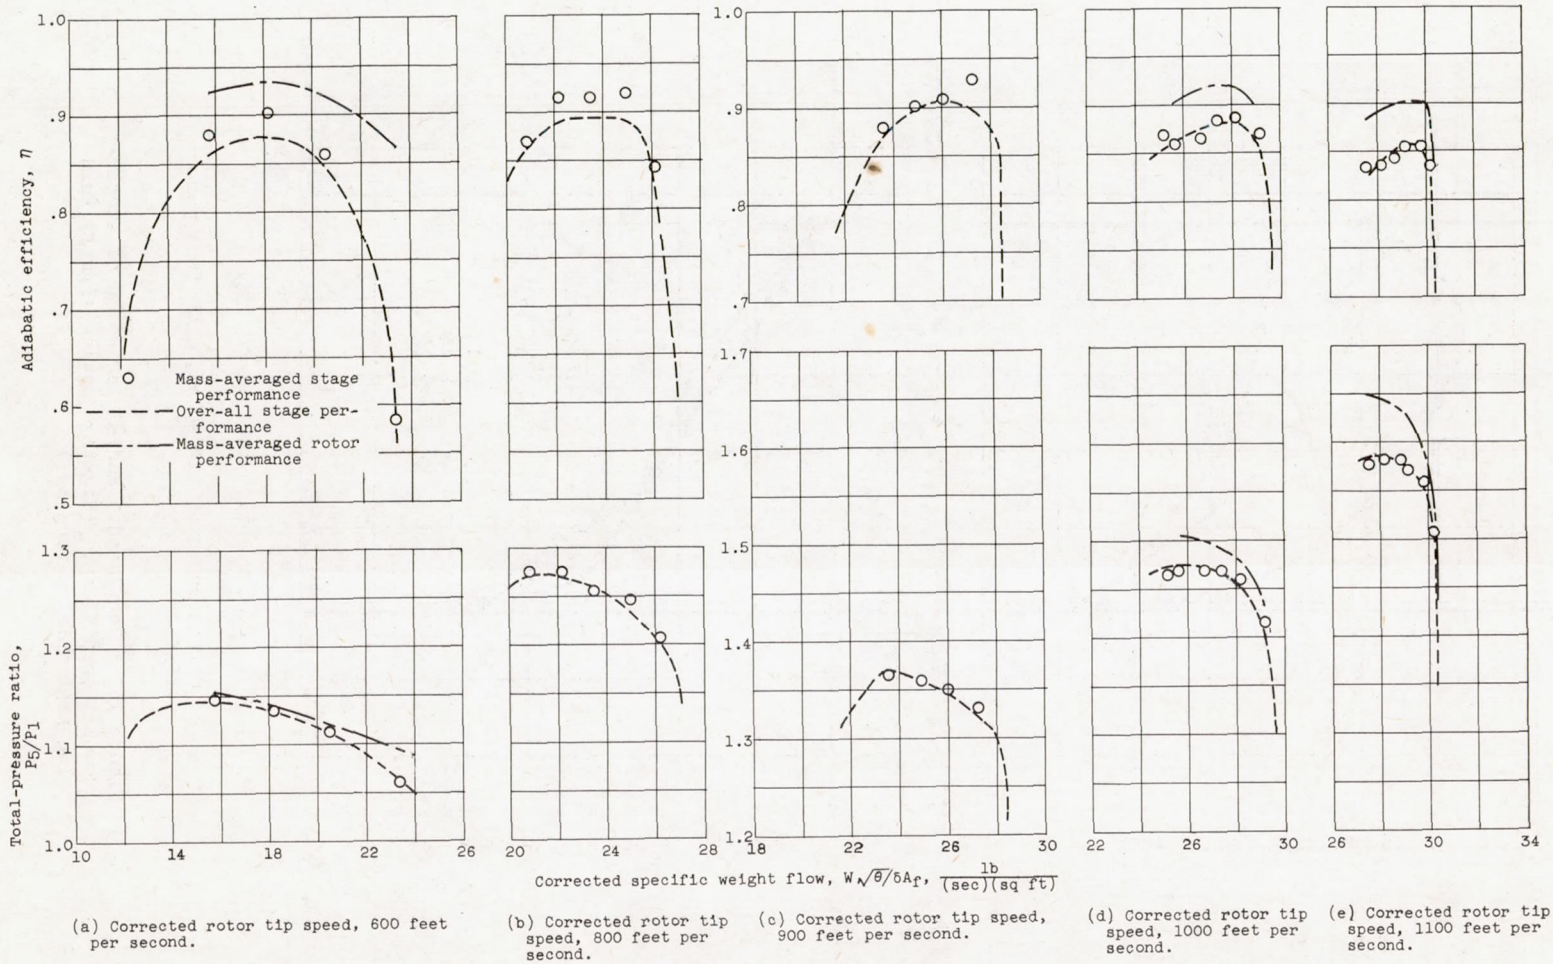 1.0
.9
.8
.7
.6
.5
Adiabatic efficiency, η
Mass-averaged stage
performance
Over-all stage per-
formance
Mass-averaged rotor
performance
1.0
.9
.8
.7
1.3
1.2
1.1
1.0
Total-pressure ratio,
P5/P1
1.7
1.6
1.5
1.4
1.3
1.2
10 14 18 22 26
20 24 28
18 22 26 30
22 26 30
26 30 34
Corrected specific weight flow, W√θ/δAf, lb/(sec)(sq ft)
(a) Corrected rotor tip speed, 600 feet
per second.
(b) Corrected rotor tip
speed, 800 feet per
second.
(c) Corrected rotor tip speed,
900 feet per second.
(d) Corrected rotor tip
speed, 1000 feet per
second.
(e) Corrected rotor tip
speed, 1100 feet per
second.